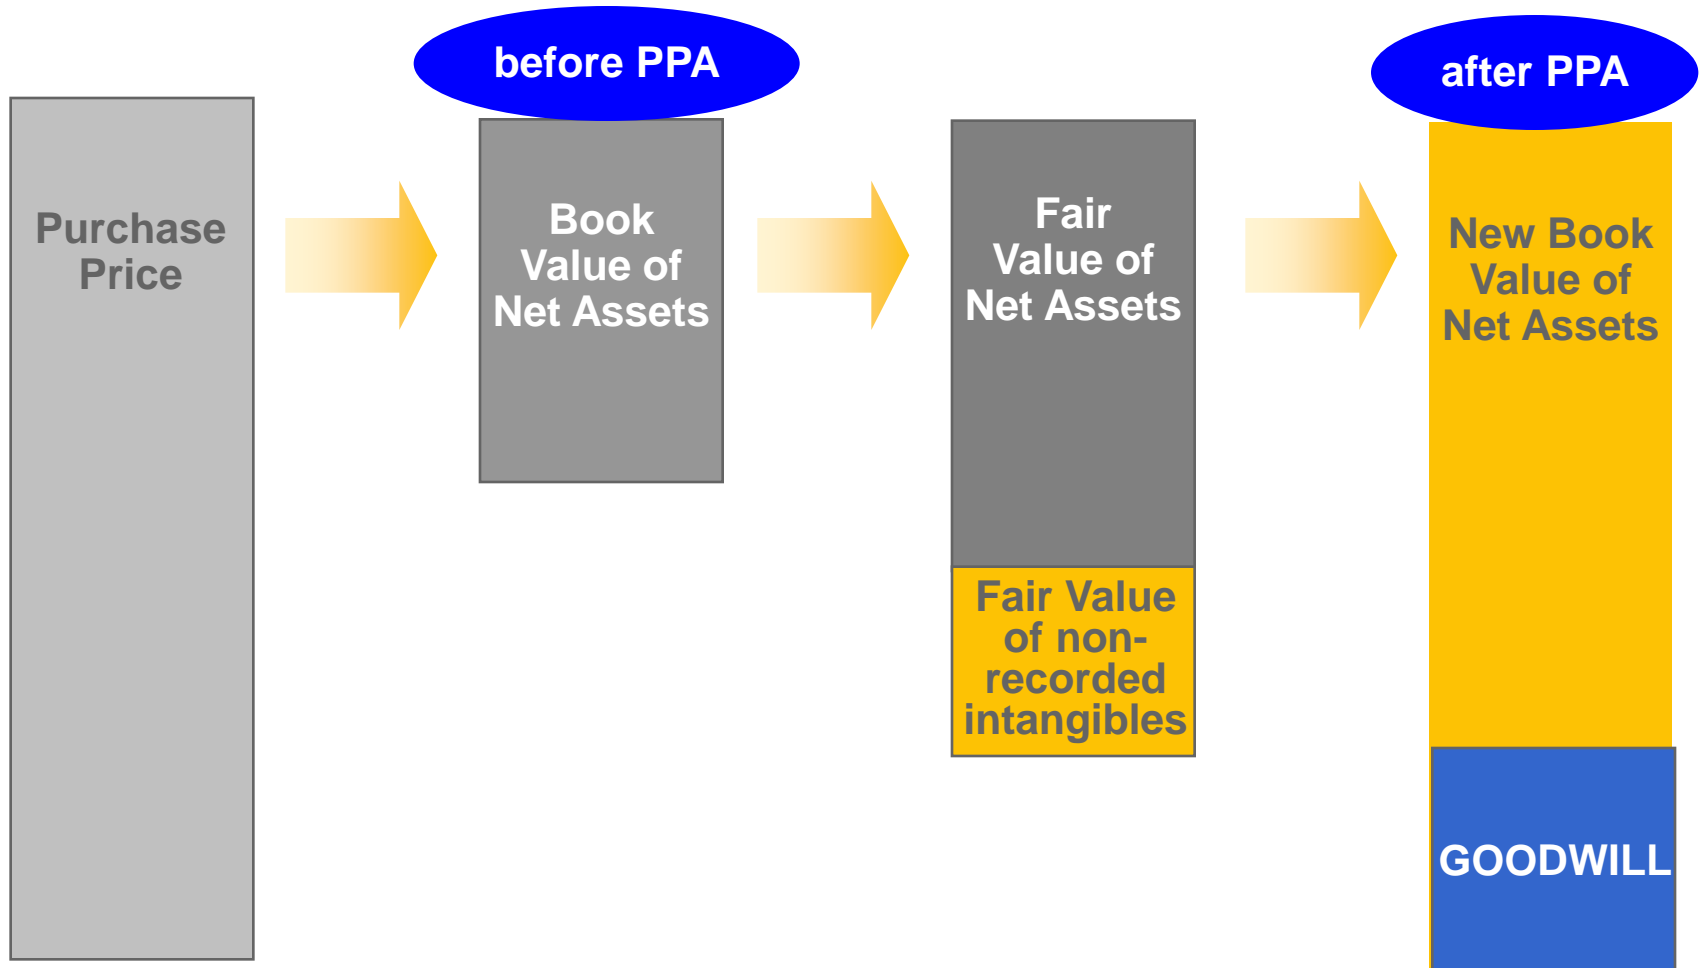 before PPA
after PPA
Purchase
Price
Book
Value of
Net Assets
Fair
Value of
Net Assets
New Book
Value of
Net Assets
Fair Value
of non-
recorded
intangibles
GOODWILL